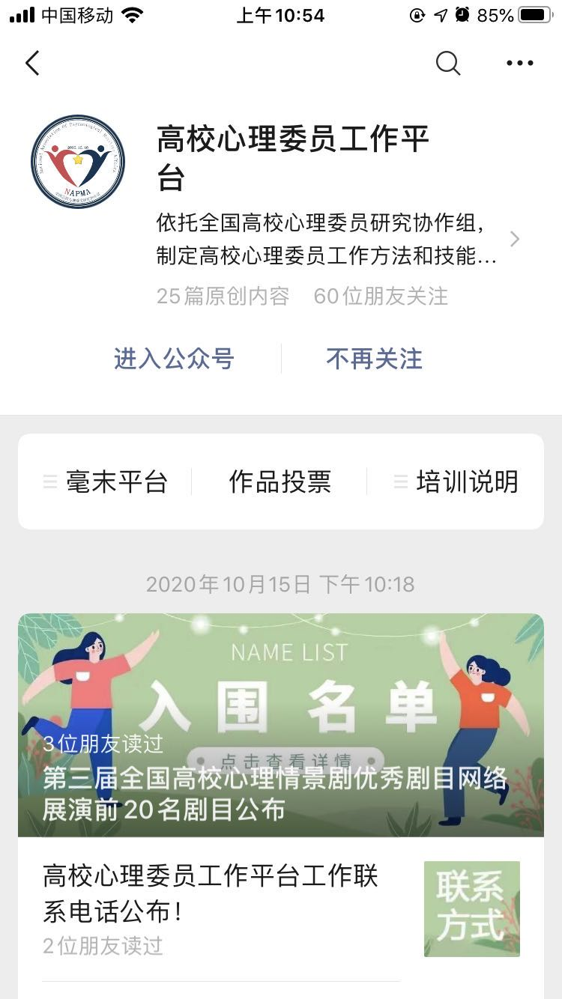 中国移动
上午10:54
85%
National Association of Psychological
2005.12.10
NAPMA
高校心理委员工作平
台
依托全国高校心理委员研究协作组，
制定高校心理委员工作方法和技能...
25篇原创内容 60位朋友关注
进入公众号 不再关注
毫末平台 作品投票 培训说明
2020年10月15日 下午10:18
NAME LIST
入围名单
3位朋友读过
点击查看详情
第三届全国高校心理情景剧优秀剧目网络
展演前20名剧目公布
高校心理委员工作平台工作联
系电话公布！
2位朋友读过
联系
方式